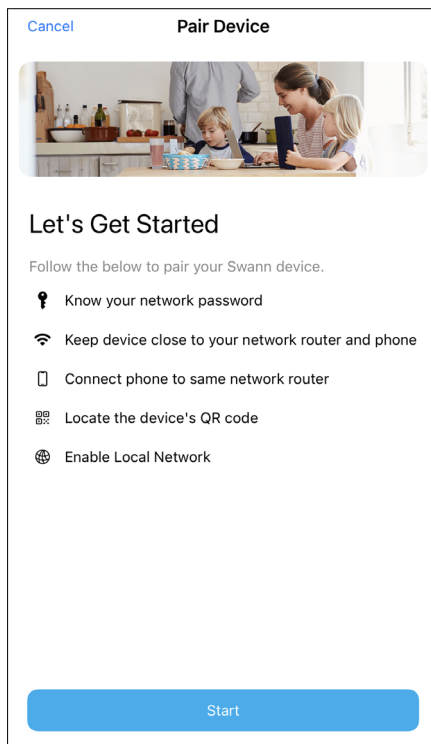 Cancel
Pair Device
Let's Get Started
Follow the below to pair your Swann device.
Know your network password
Keep device close to your network router and phone
Connect phone to same network router
Locate the device's QR code
Enable Local Network
Start